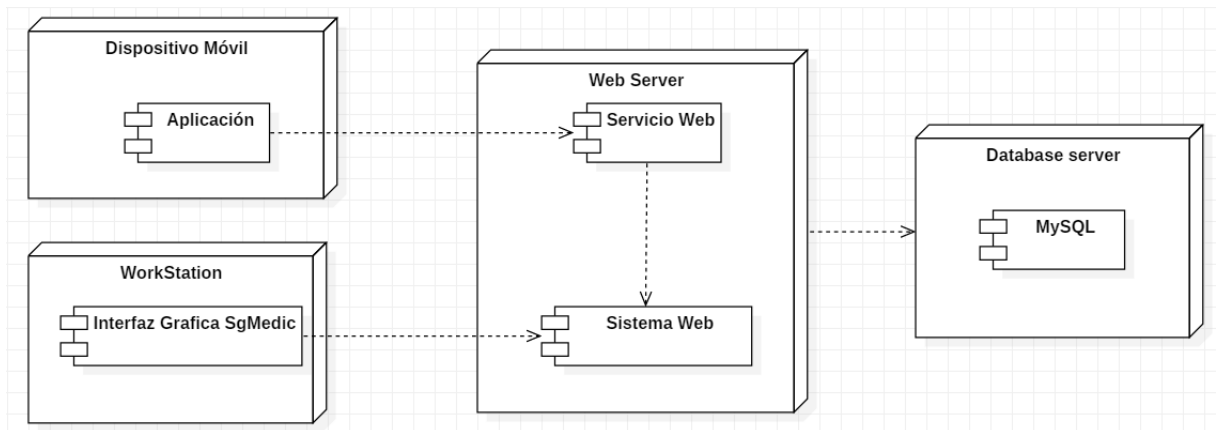 Dispositivo Móvil
Aplicación
WorkStation
Interfaz Grafica SgMedic
Web Server
Servicio Web
Sistema Web
Database server
MySQL